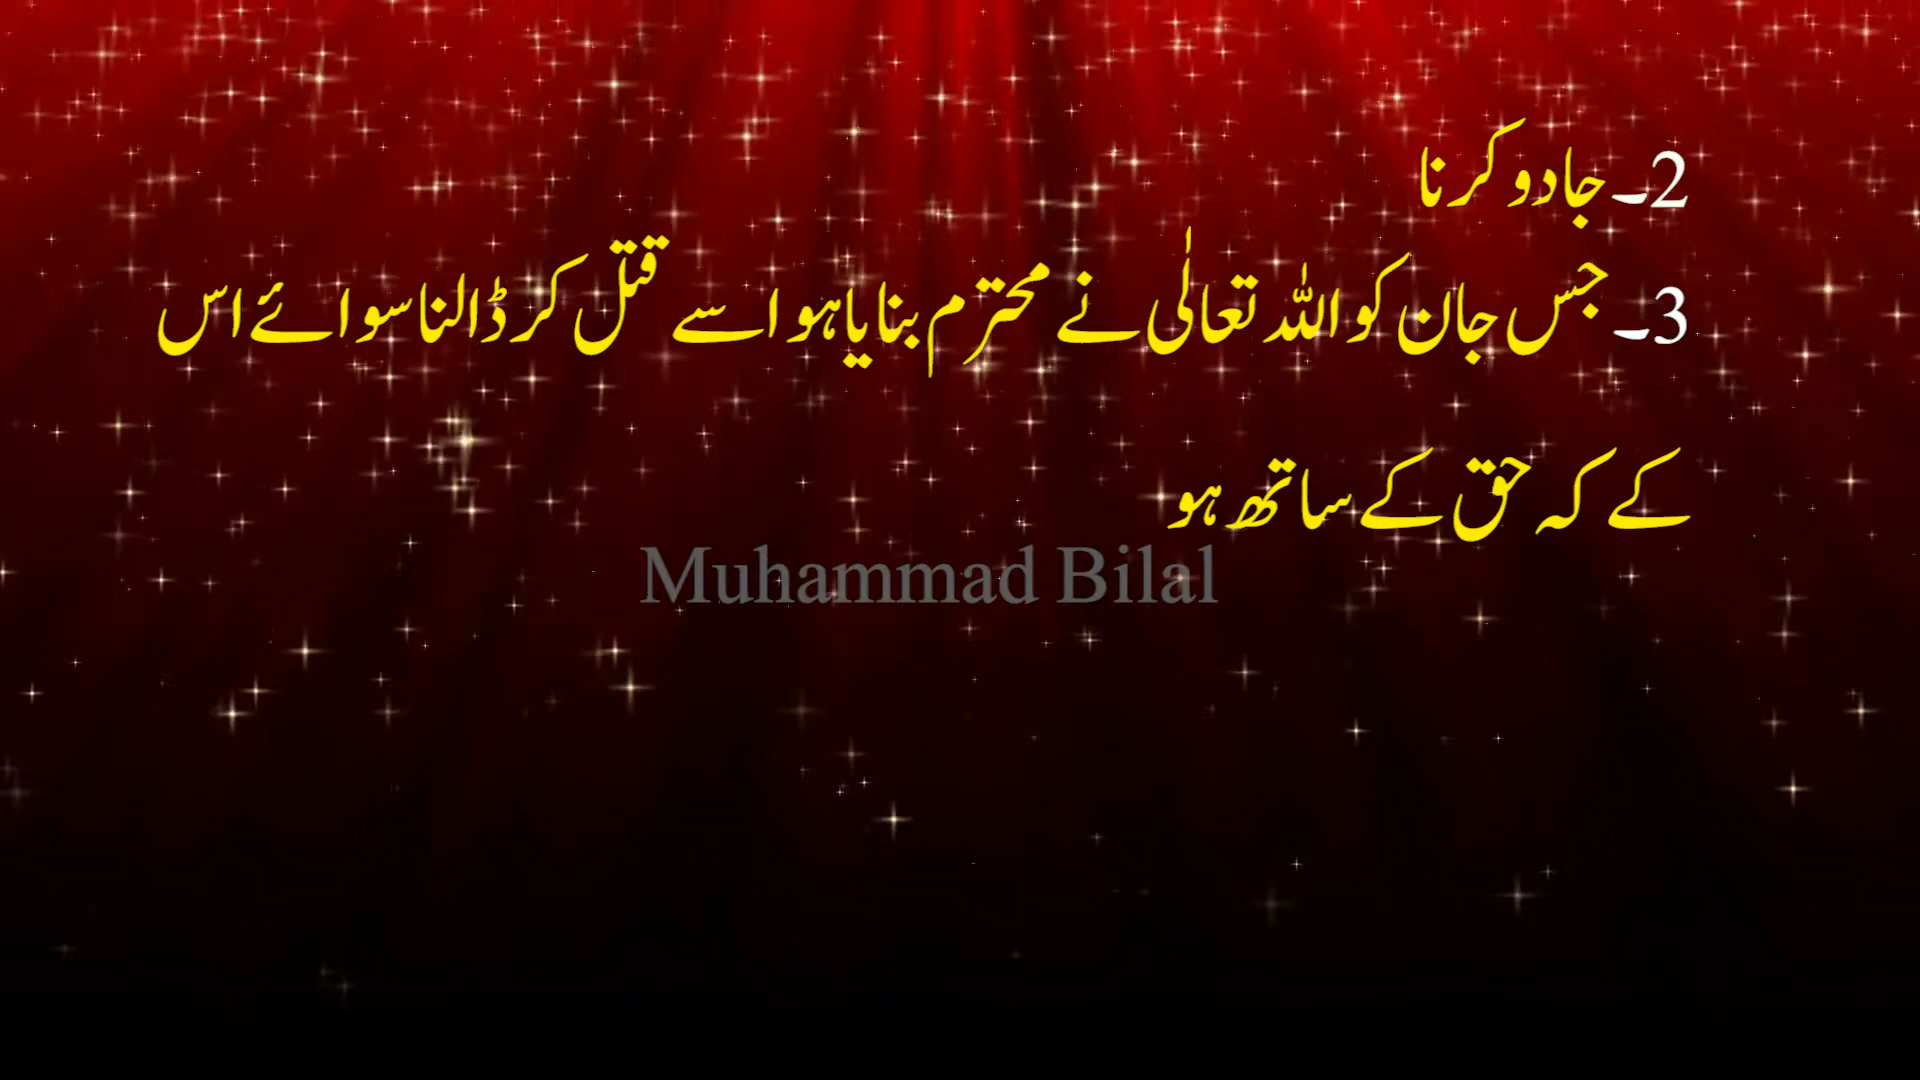 2۔ جادو کرنا
3۔ جس جان کو اللہ تعالٰی نے محترم بنایا ہو اسے قتل کر ڈالنا سوائے اس
کے کہ حق کے ساتھ ہو
Muhammad Bilal